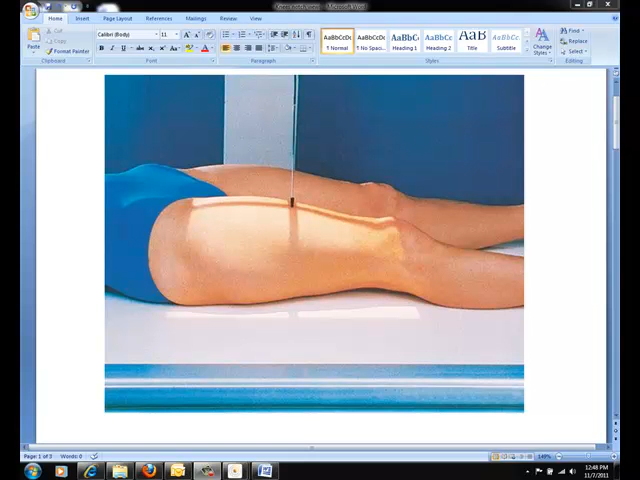 Home Insert Page Layout References Mailings Review View
Paste
Cut
Copy
Format Painter
Clipboard
Calibri (Body) 11
Font
Paragraph
AaBbCcDc AaBbCcDc AaBbCc AaBbCc AaB AaBbCc.
¶ Normal ¶ No Spaci... Heading 1 Heading 2 Title Subtitle
Change Styles
Styles
Find
Replace
Select
Editing
Page: 1 of 3 Words: 0
12:48 PM
11/7/2011